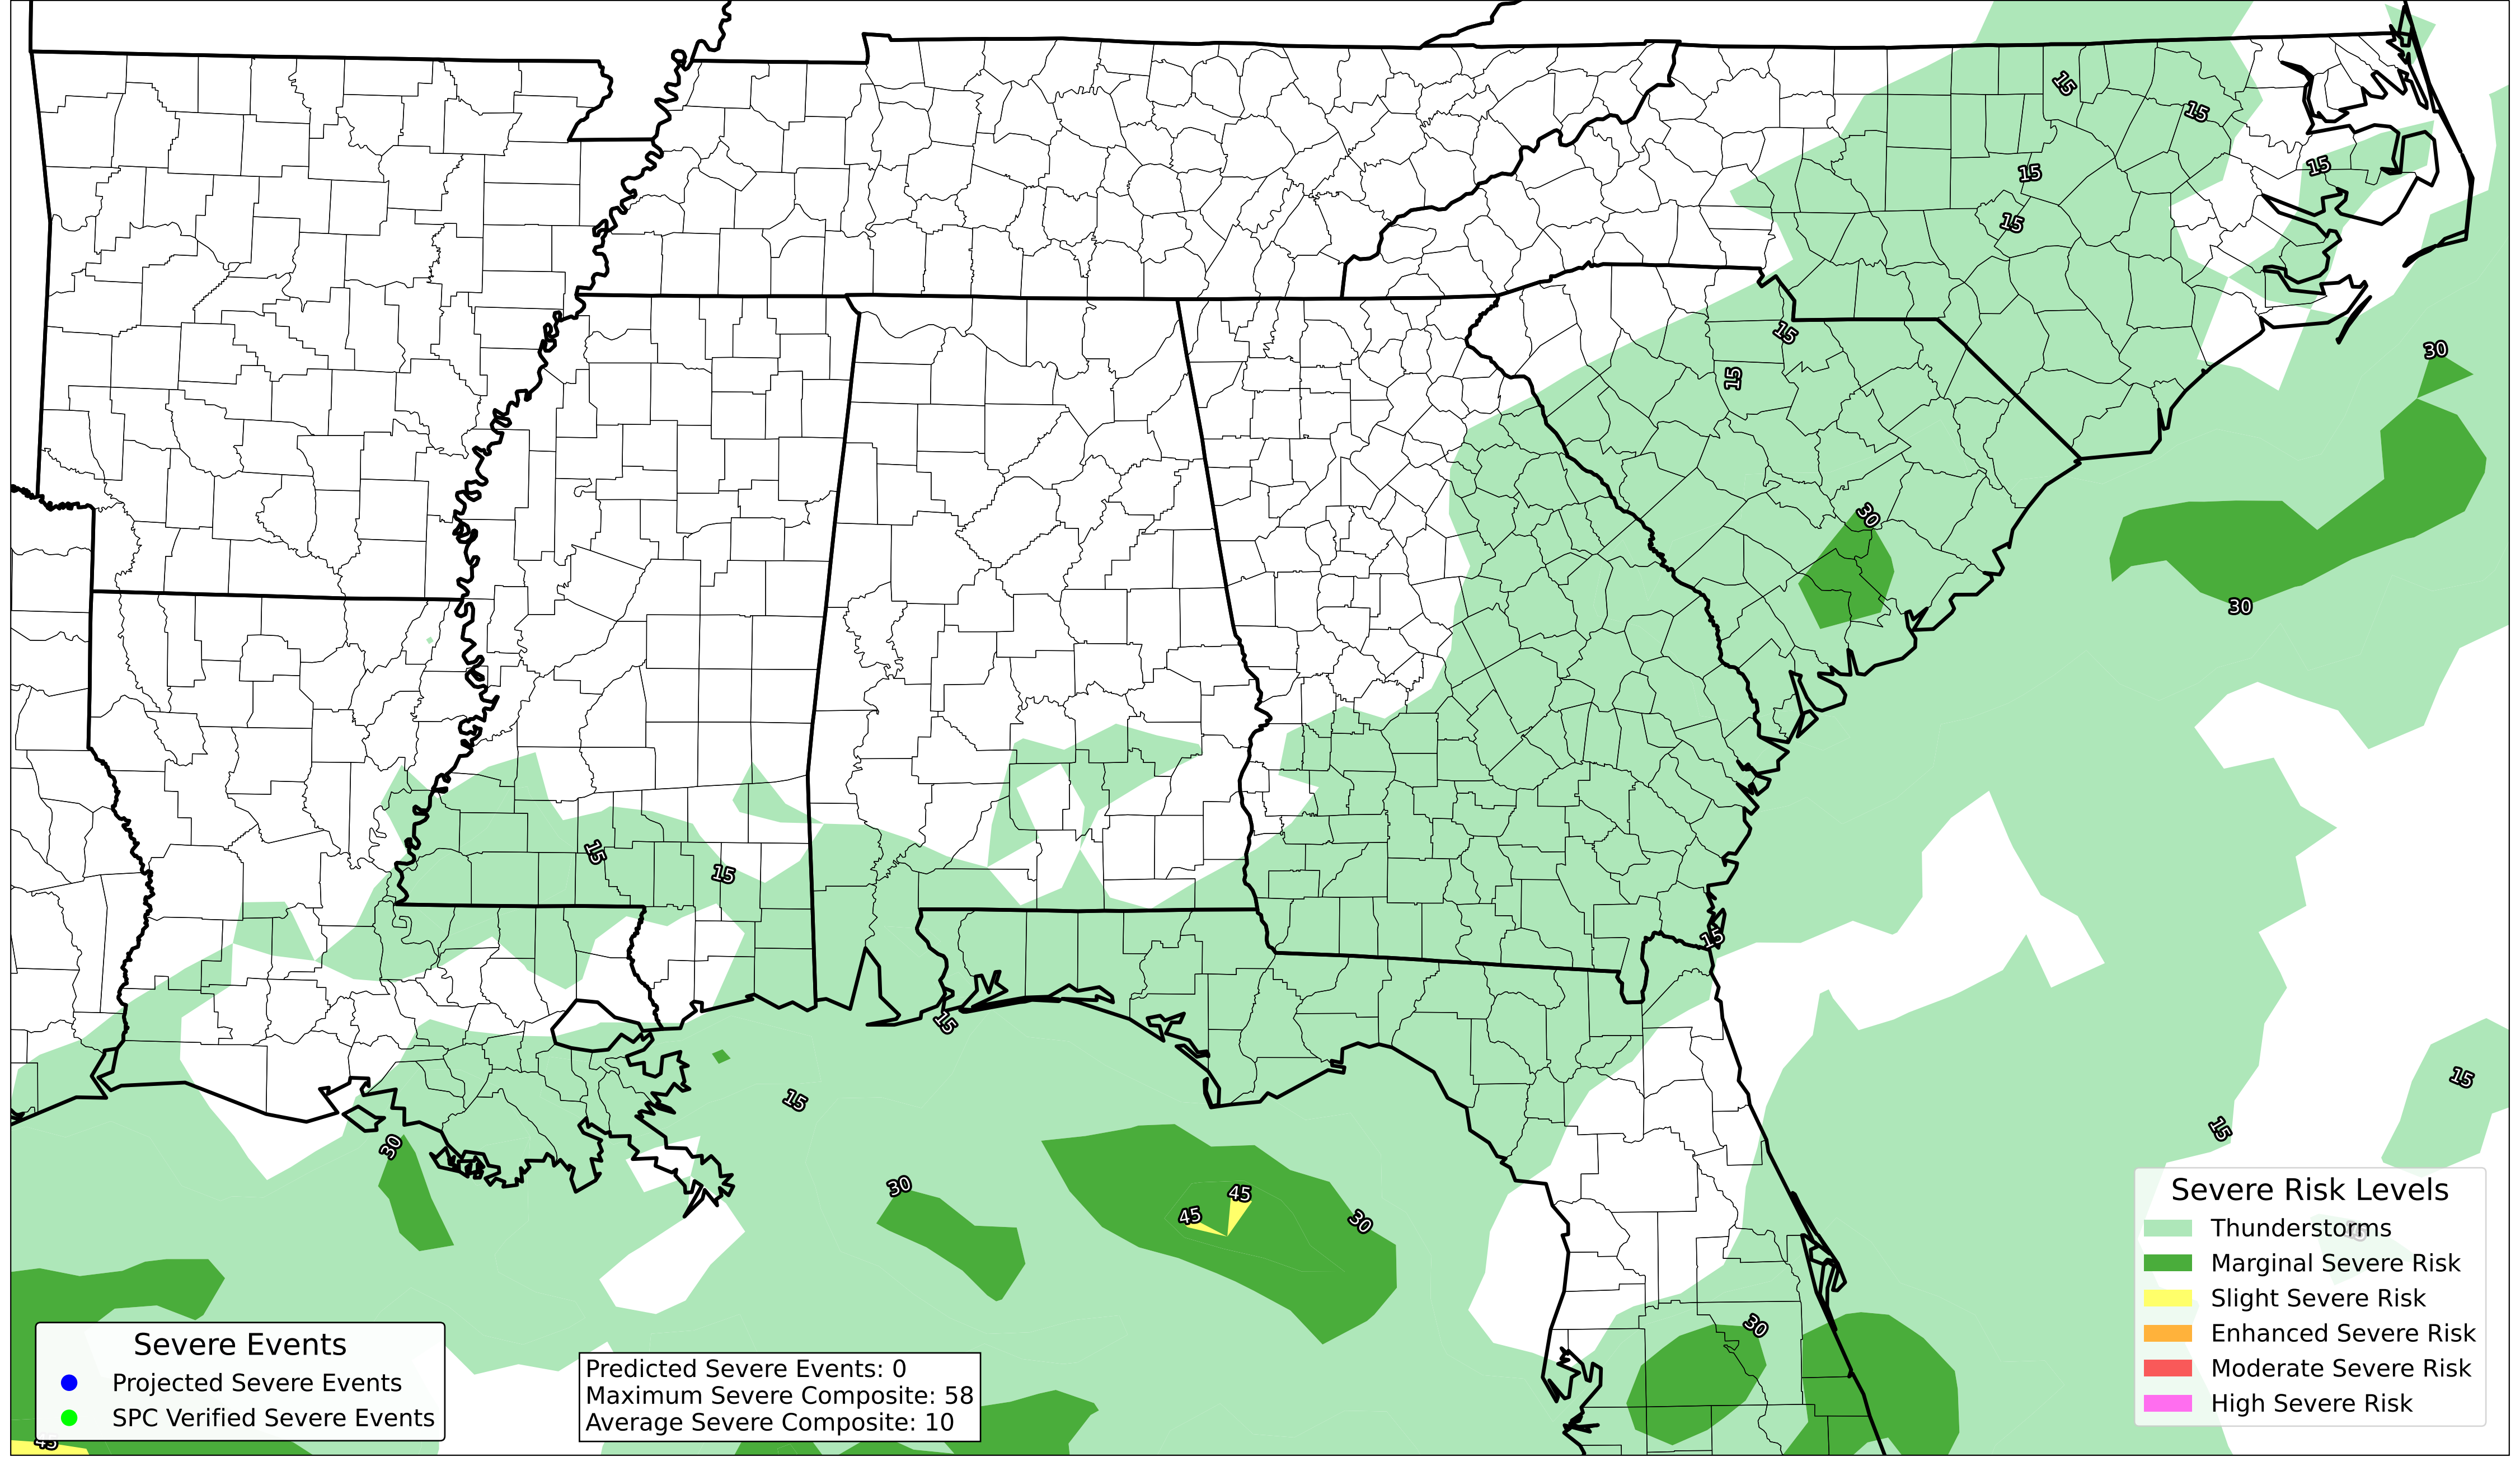 15
15
15
15
15
15
30
15
30
30
15
15
15
15
15
15
15
30
30
45
45
30
30
45
Severe Events
Projected Severe Events
SPC Verified Severe Events
Predicted Severe Events: 0
Maximum Severe Composite: 58
Average Severe Composite: 10
Severe Risk Levels
Thunderstorms
Marginal Severe Risk
Slight Severe Risk
Enhanced Severe Risk
Moderate Severe Risk
High Severe Risk